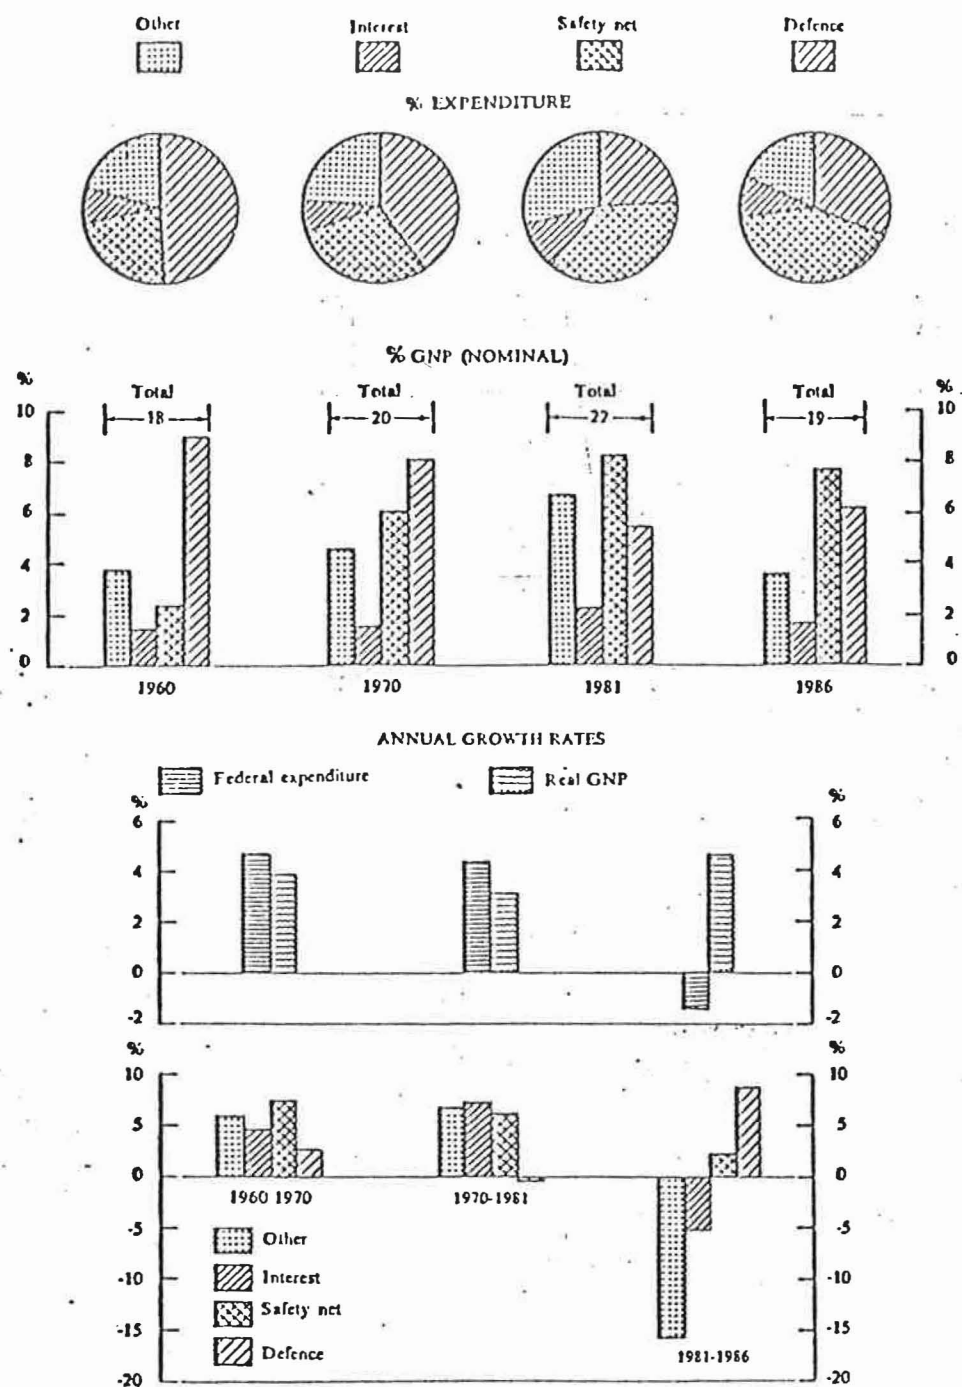 Other Interest Safety net Defence
% EXPENDITURE
% GNP (NOMINAL)
% Total Total Total Total %
18 20 22 19
10 10
8 8
6 6
4 4
2 2
0 0
1960 1970 1981 1986
ANNUAL GROWTH RATES
Federal expenditure Real GNP
% %
6 6
4 4
2 2
0 0
-2 -2
% %
10 10
5 5
0 0
1960 1970 1970-1981
-5 -5
Other
-10 -10
Interest
Safety net
-15 -15
Defence 1981-1986
-20 -20